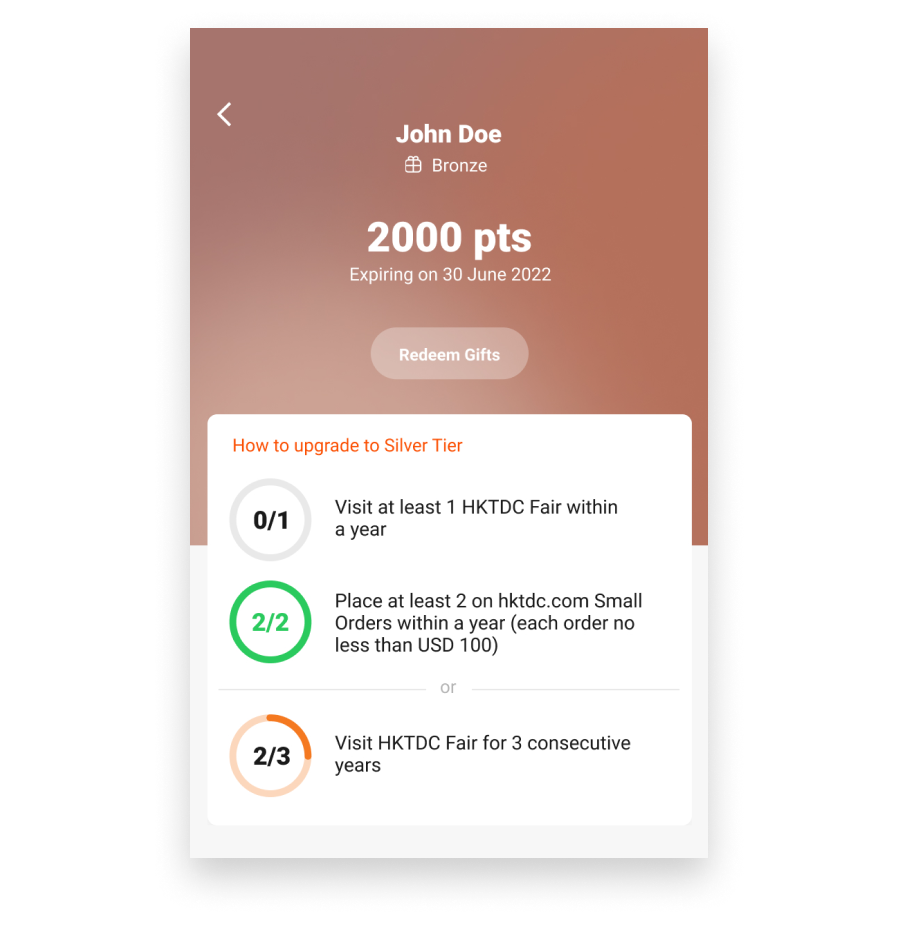 John Doe
Bronze
2000 pts
Expiring on 30 June 2022
Redeem Gifts
How to upgrade to Silver Tier
0/1
Visit at least 1 HKTDC Fair within
a year
2/2
Place at least 2 on hktdc.com Small
Orders within a year (each order no
less than USD 100)
or
2/3
Visit HKTDC Fair for 3 consecutive
years